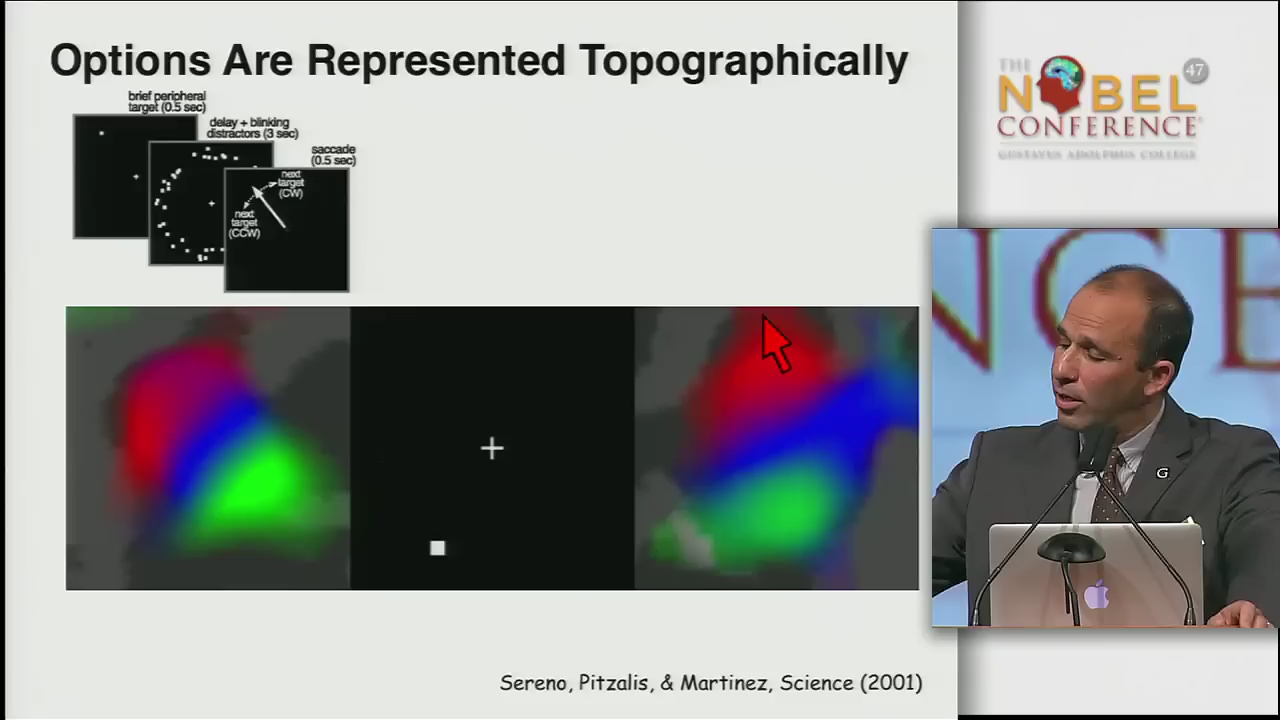 Options Are Represented Topographically
brief peripheral
target (0.5 sec)
delay + blinking
distractors (3 sec)
saccade
(0.5 sec)
next
target
(CW)
next
target
(CCW)
THE
NOBEL
47
CONFERENCE
GUSTAVUS ADOLPHUS COLLEGE
NCE
G
Sereno, Pitzalis, & Martinez, Science (2001)